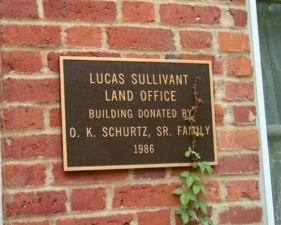 LUCAS SULLIVANT
LAND OFFICE
BUILDING DONATED BY
O. K. SCHURTZ, SR. FAMILY
1986